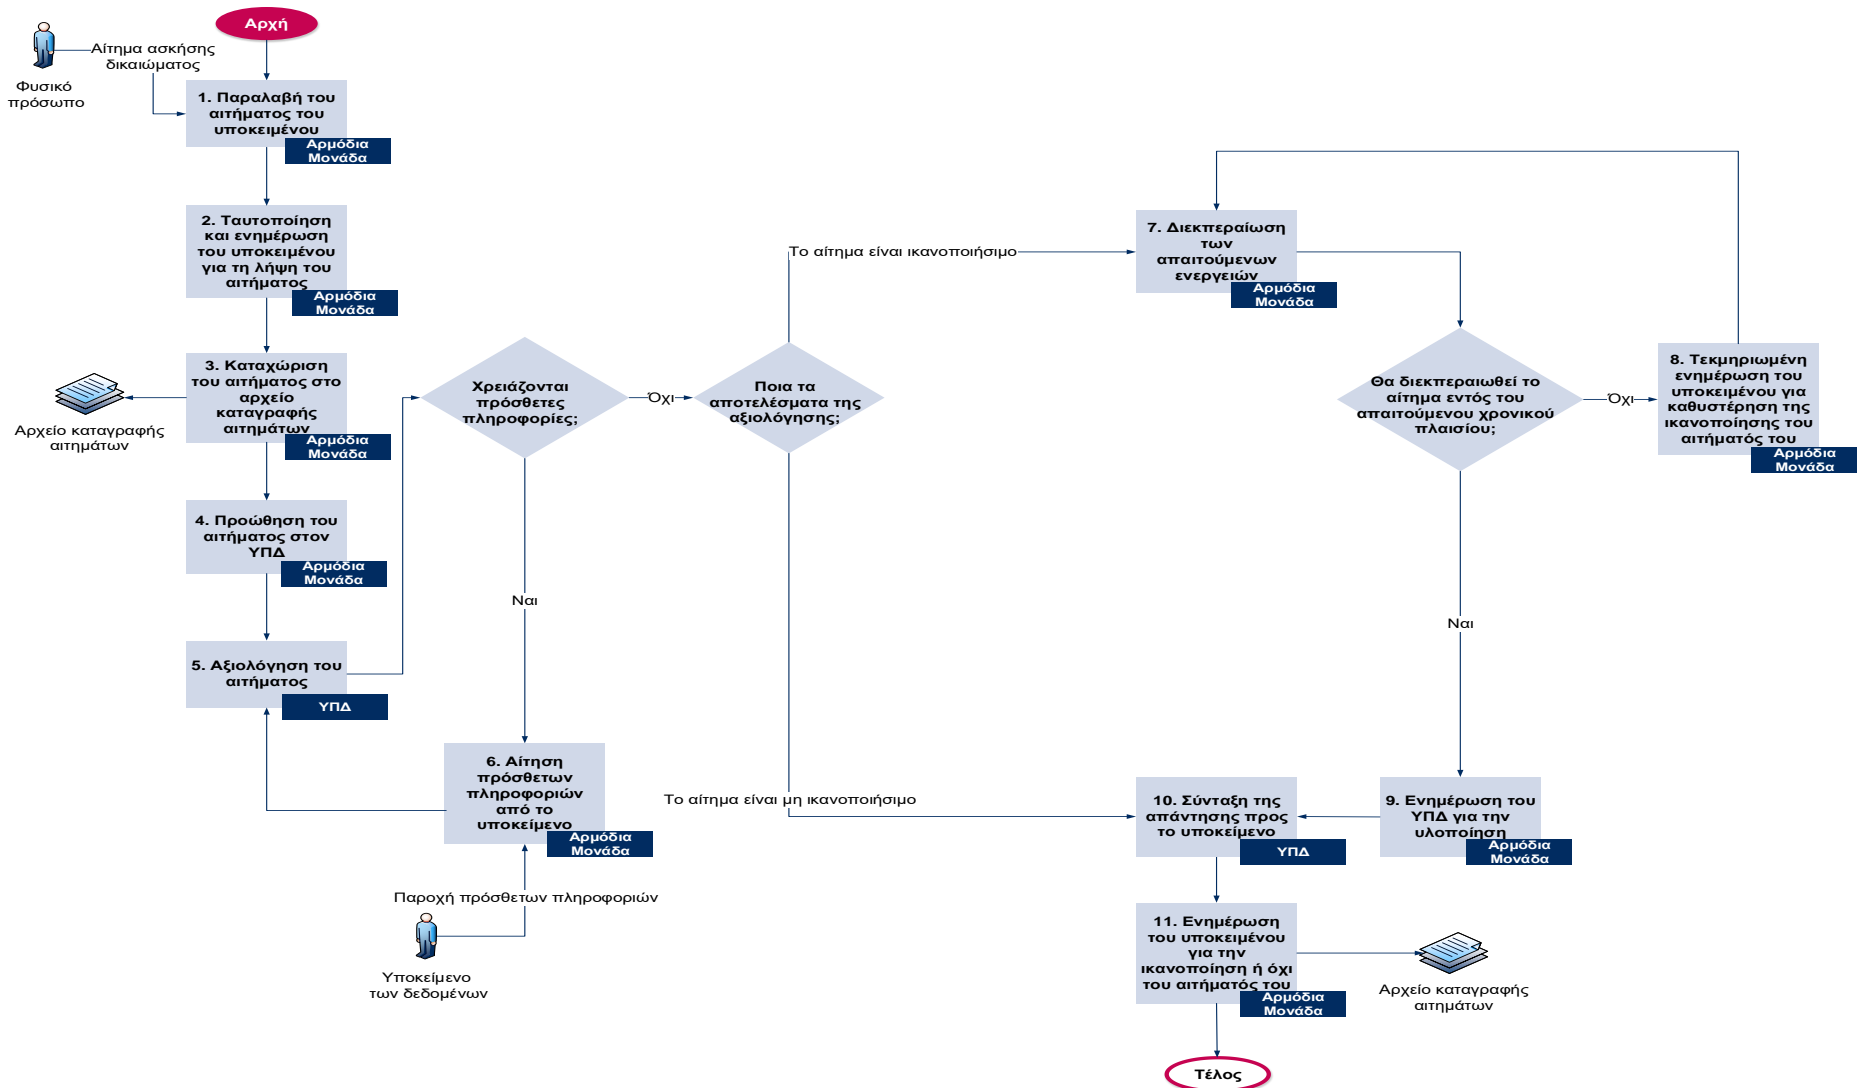 Αρχή
Αίτημα ασκήσης
δικαιώματος
Φυσικό
πρόσωπο
1. Παραλαβή του
αιτήματος του
υποκειμένου
Αρμόδια
Μονάδα
2. Ταυτοποίηση
και ενημέρωση
του υποκειμένου
για τη λήψη του
αιτήματος
Αρμόδια
Μονάδα
3. Καταχώριση
του αιτήματος στο
αρχείο
καταγραφής
αιτημάτων
Αρμόδια
Μονάδα
Αρχείο καταγραφής
αιτημάτων
4. Προώθηση του
αιτήματος στον
ΥΠΔ
Αρμόδια
Μονάδα
5. Αξιολόγηση του
αιτήματος
ΥΠΔ
Χρειάζονται
πρόσθετες
πληροφορίες;
Όχι
Ναι
6. Αίτηση
πρόσθετων
πληροφοριών
από το
υποκείμενο
Αρμόδια
Μονάδα
Παροχή πρόσθετων πληροφοριών
Υποκείμενο
των δεδομένων
Ποια τα
αποτελέσματα της
αξιολόγησης;
Το αίτημα είναι ικανοποιήσιμο
Το αίτημα είναι μη ικανοποιήσιμο
7. Διεκπεραίωση
των
απαιτούμενων
ενεργειών
Αρμόδια
Μονάδα
Θα διεκπεραιωθεί το
αίτημα εντός του
απαιτούμενου χρονικού
πλαισίου;
Όχι
8. Τεκμηριωμένη
ενημέρωση του
υποκειμένου για
καθυστέρηση της
ικανοποίησης του
αιτήματός του
Αρμόδια
Μονάδα
Ναι
9. Ενημέρωση του
ΥΠΔ για την
υλοποίηση
Αρμόδια
Μονάδα
10. Σύνταξη της
απάντησης προς
το υποκείμενο
ΥΠΔ
11. Ενημέρωση
του υποκειμένου
για την
ικανοποίηση ή όχι
του αιτήματός του
Αρμόδια
Μονάδα
Αρχείο καταγραφής
αιτημάτων
Τέλος